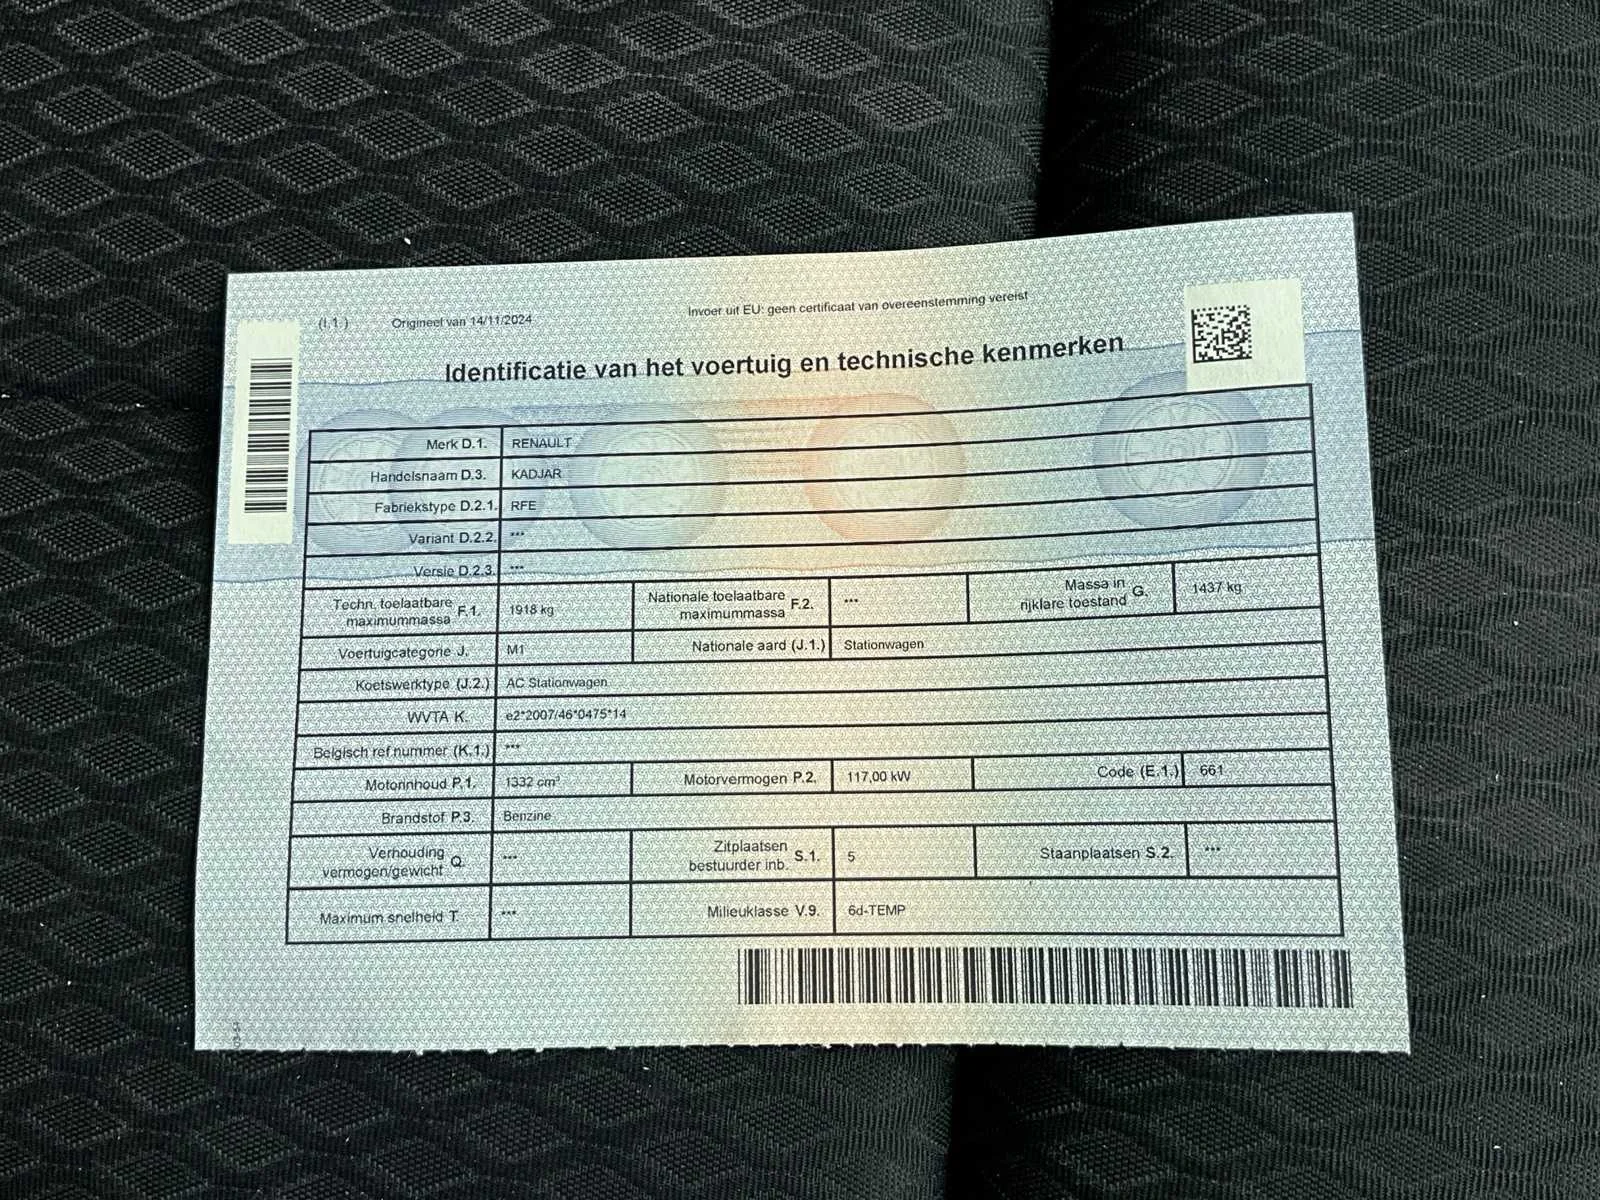 (I.1.) Origineel van 14/11/2024 Invoer uit EU: geen certificaat van overeenstemming vereist
Identificatie van het voertuig en technische kenmerken
Merk D.1. RENAULT
Handelsnaam D.3. KADJAR
Fabriekstype D.2.1. RFE
Variant D.2.2. ***
Versie D.2.3. ***
Techn. toelaatbare maximummassa F.1. 1918 kg Nationale toelaatbare maximummassa F.2. *** Massa in rijklare toestand G. 1437 kg
Voertuigcategorie J. M1 Nationale aard (J.1.) Stationwagen
Koetswerktype (J.2.) AC Stationwagen
WVTA K. e2*2007/46*0475*14
Belgisch ref nummer (K.1.) ***
Motorinhoud P.1. 1332 cm³ Motorvermogen P.2. 117,00 kW Code (E.1.) 661
Brandstof P.3. Benzine
Verhouding vermogen/gewicht Q. *** Zitplaatsen bestuurder inb. S.1. 5 Staanplaatsen S.2. ***
Maximum snelheid T. *** Milieuklasse V.9. 6d-TEMP